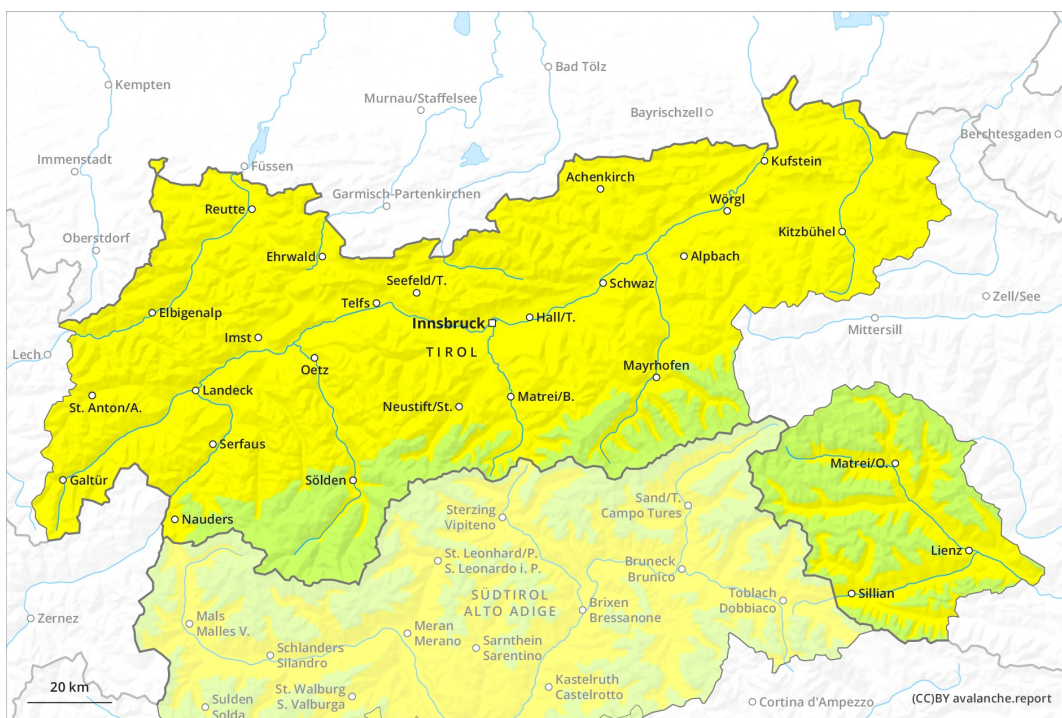 Kempten
Bad Tölz
Murnau/Staffelsee
Bayrischzell
Berchtesgaden
Immenstadt
Füssen
Kufstein
Achenkirch
Garmisch-Partenkirchen
Reutte
Wörgl
Oberstdorf
Kitzbühel
Ehrwald
Alpbach
Seefeld/T.
Schwaz
Telfs
Zell/See
Elbigenalp
Hall/T.
Innsbruck
Mittersill
Imst
TIROL
Lech
Oetz
Mayrhofen
Landeck
St. Anton/A.
Neustift/St.
Matrei/B.
Serfaus
Matrei/O.
Galtür
Sölden
Sand/T.
Campo Tures
Nauders
Sterzing
Vipiteno
Lienz
St. Leonhard/P.
S. Leonardo i. P.
Bruneck
Brunico
SÜDTIROL
ALTO ADIGE
Toblach
Dobbiaco
Sillian
Brixen
Bressanone
Zernez
Mals
Malles V.
Meran
Merano
Sarnthein
Sarentino
Schlanders
Silandro
Kastelruth
Castelrotto
20 km
St. Walburg
S. Valburga
Sulden
Solda
Cortina d'Ampezzo
(CC)BY avalanche.report